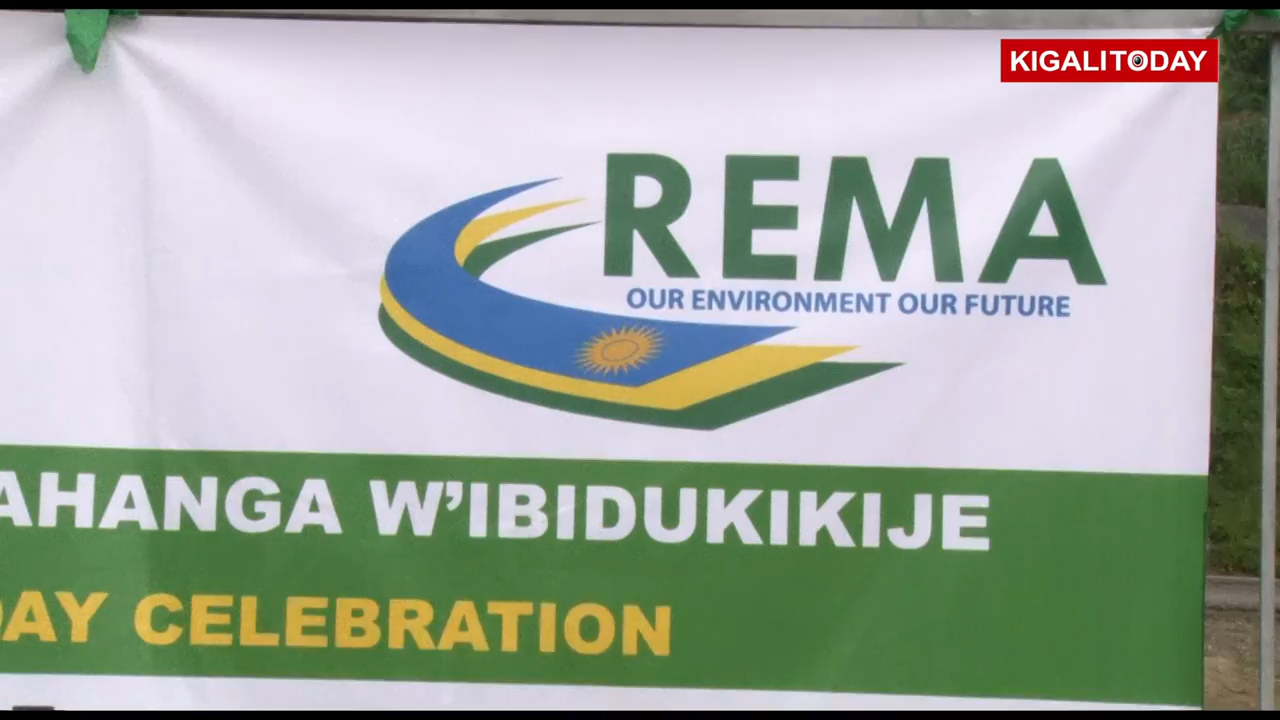 KIGALITODAY
REMA
OUR ENVIRONMENT OUR FUTURE
AHANGA W'IBIDUKIKIJE
DAY CELEBRATION